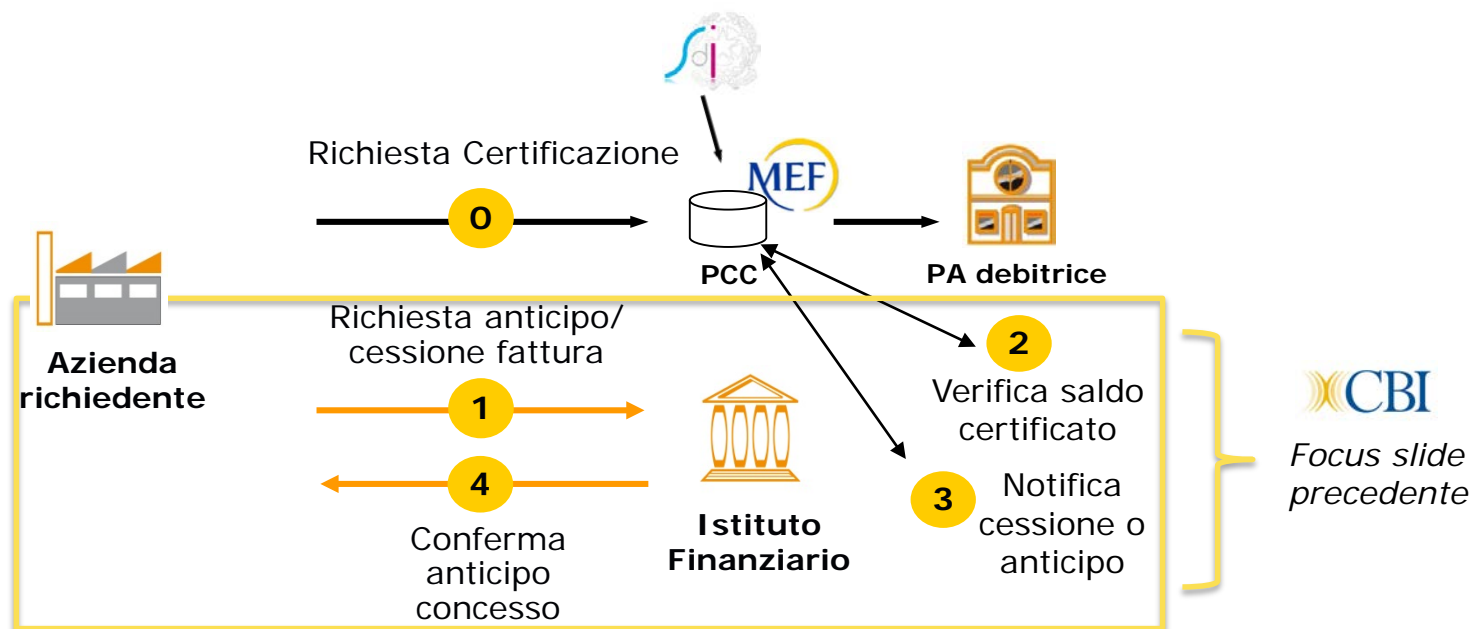 Sdi
Richiesta Certificazione
MEF
0
PCC
PA debitrice
Azienda
richiedente
Richiesta anticipo/
cessione fattura
1
4
Conferma
anticipo
concesso
Istituto
Finanziario
2
Verifica saldo
certificato
3
Notifica
cessione o
anticipo
CBI
Focus slide
precedente